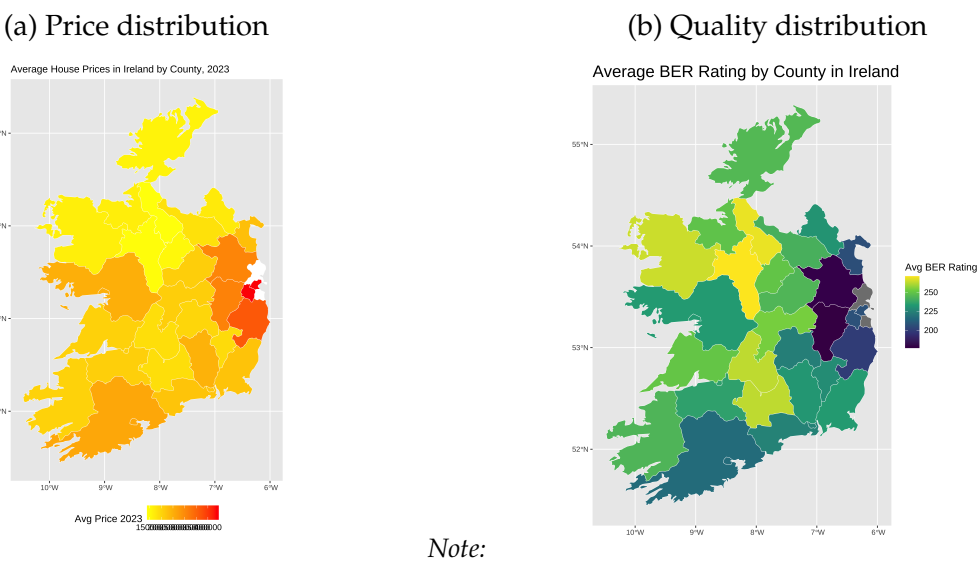 (a) Price distribution
(b) Quality distribution
Average House Prices in Ireland by County, 2023
Average BER Rating by County in Ireland
N
N
N
N
10°W 9°W 8°W 7°W 6°W
Avg Price 2023
55°N
54°N
53°N
52°N
10°W 9°W 8°W 7°W 6°W
Avg BER Rating
250
225
200
Note: